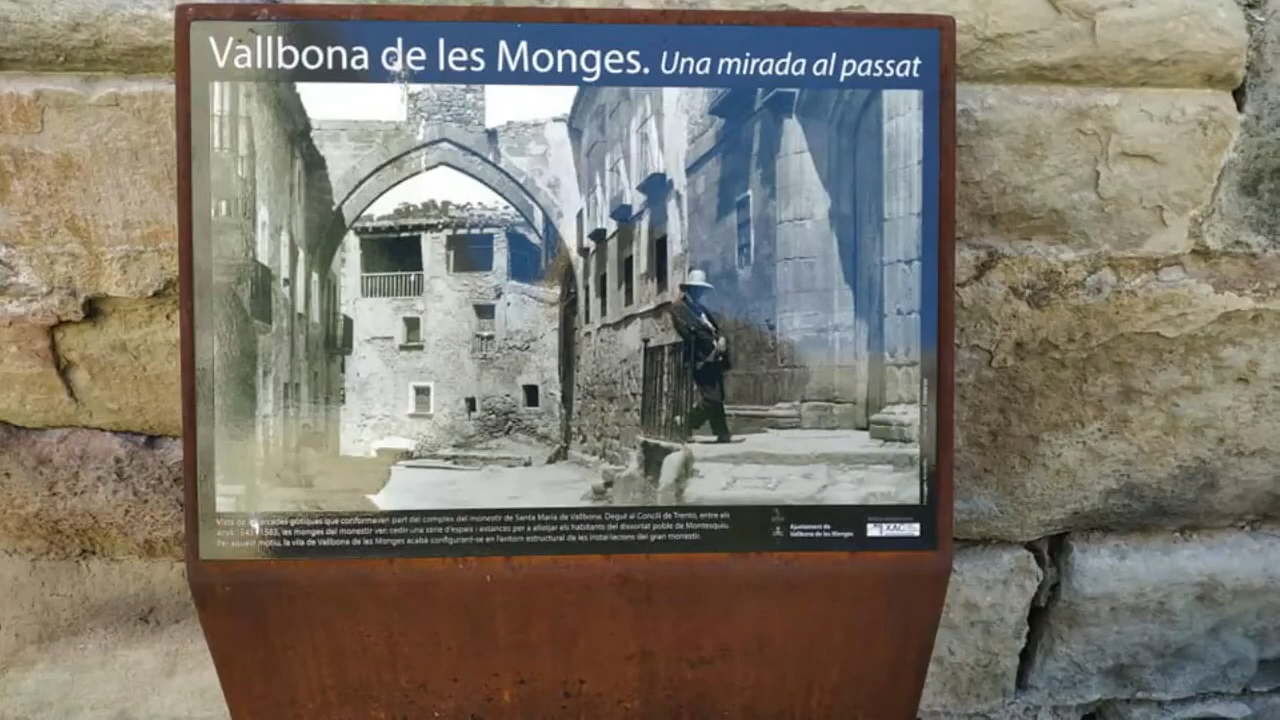 Vallbona de les Monges. Una mirada al passat
Vista de les arcades gòtiques que conformaven part del complex del monestir de Santa Maria de Vallbona. Degut al Concili de Trento, entre els
anys 1543-1563, les monges del monestir van cedir una sèrie d'espais i estances per a allotjar els habitants del dissortat poble de Montesquiu.
Per aquest motiu, la vila de Vallbona de les Monges acabà configurant-se en l'entorn estructural de les instal·lacions del gran monestir.
Ajuntament de
Vallbona de les Monges
XAC